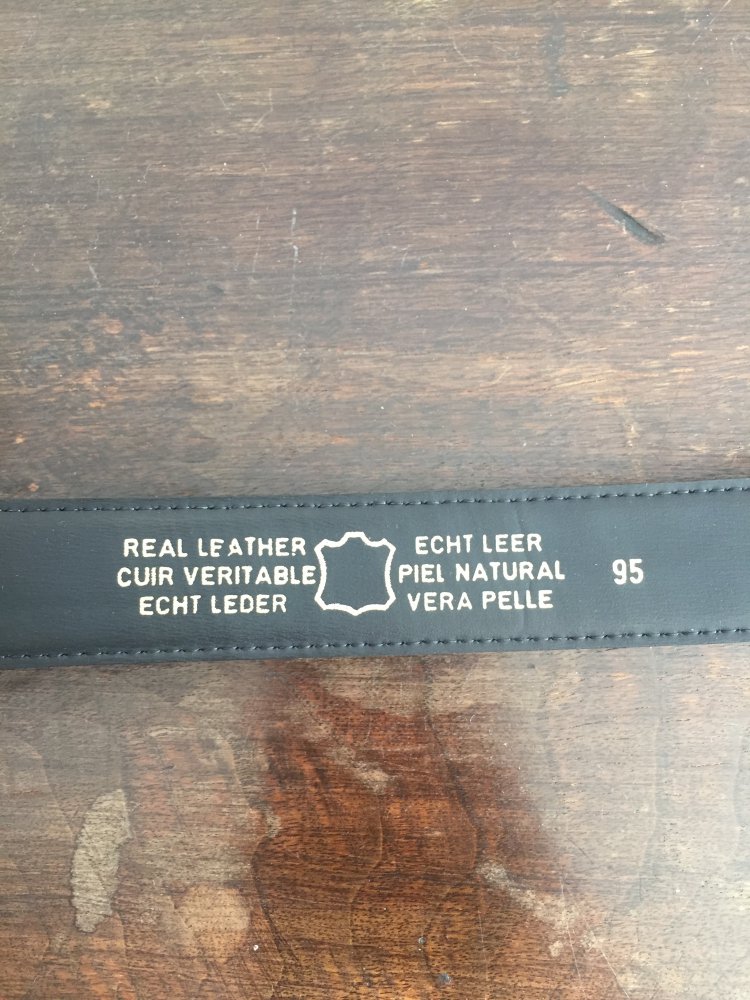 REAL LEATHER
CUIR VERITABLE
ECHT LEDER
ECHT LEER
PIEL NATURAL
VERA PELLE
95